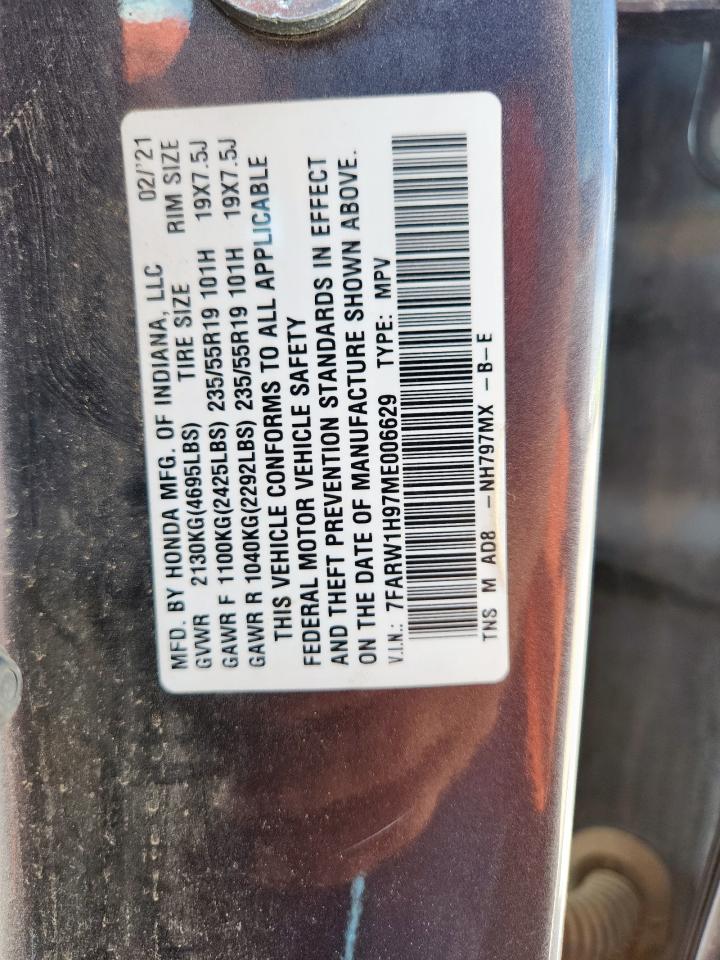 MFD. BY HONDA MFG. OF INDIANA, LLC 02/'21
GVWR 2130KG(4695LBS) TIRE SIZE RIM SIZE
GAWR F 1100KG(2425LBS) 235/55R19 101H 19X7.5J
GAWR R 1040KG(2292LBS) 235/55R19 101H 19X7.5J
THIS VEHICLE CONFORMS TO ALL APPLICABLE
FEDERAL MOTOR VEHICLE SAFETY
AND THEFT PREVENTION STANDARDS IN EFFECT
ON THE DATE OF MANUFACTURE SHOWN ABOVE.
V.I.N.: 7FARW1H97ME006629 TYPE: MPV
TNS M AD8 -NH797MX -B-E